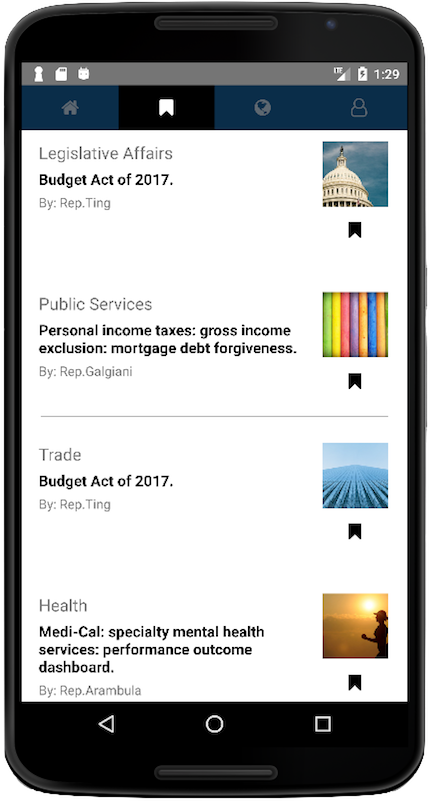 LTE 1:29
Legislative Affairs
Budget Act of 2017.
By: Rep.Ting
Public Services
Personal income taxes: gross income
exclusion: mortgage debt forgiveness.
By: Rep.Galgiani
Trade
Budget Act of 2017.
By: Rep.Ting
Health
Medi-Cal: specialty mental health
services: performance outcome
dashboard.
By: Rep.Arambula